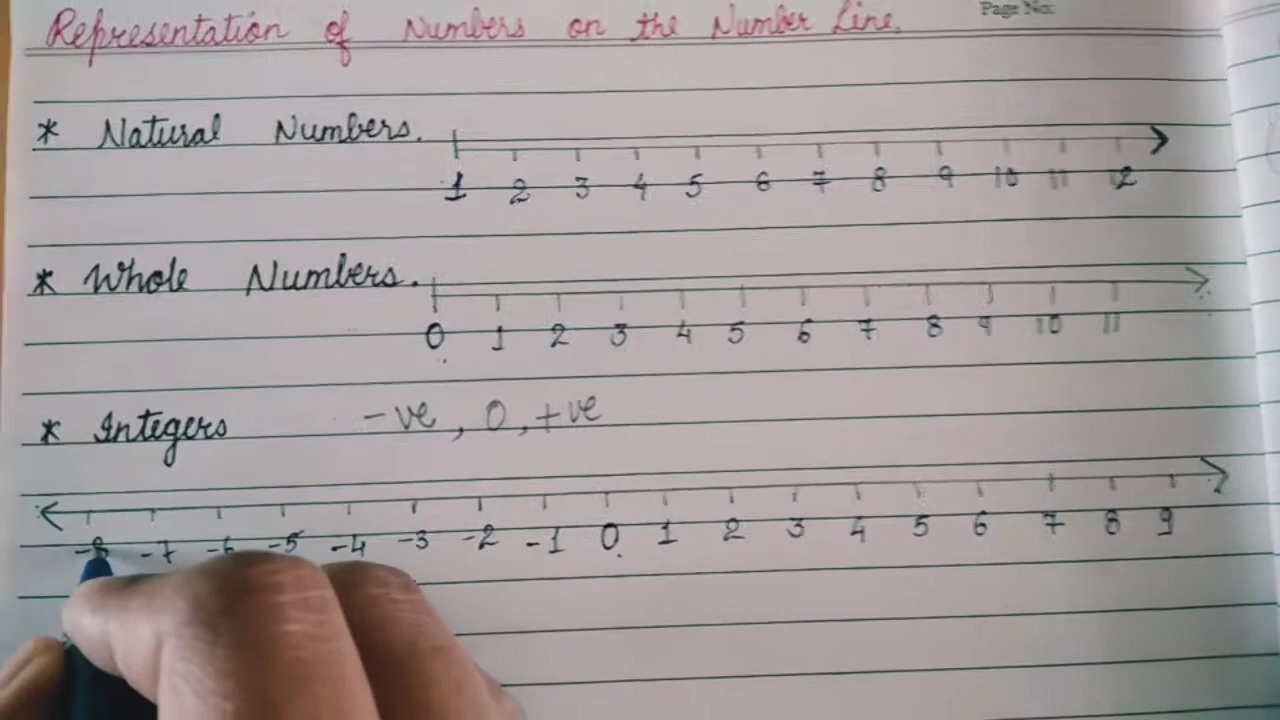 Page No:
Representation of Numbers on the Number Line.
* Natural Numbers.
1 2 3 4 5 6 7 8 9 10 11 12
* Whole Numbers.
0 1 2 3 4 5 6 7 8 9 10 11
* Integers -ve, 0, +ve
-8 -7 -6 -5 -4 -3 -2 -1 0 1 2 3 4 5 6 7 8 9